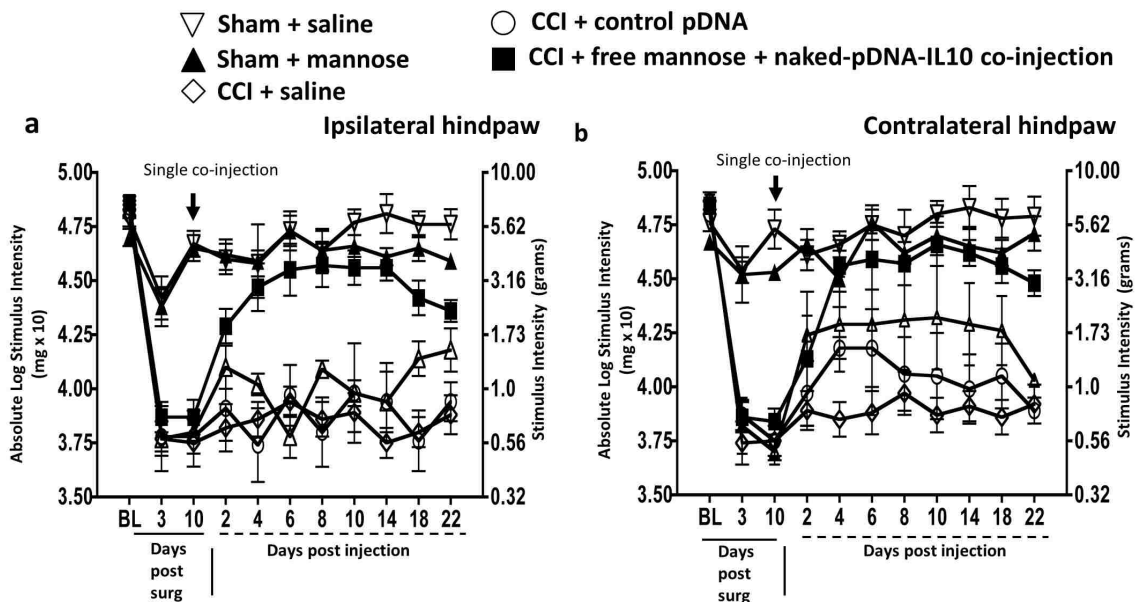 Sham + saline
Sham + mannose
CCI + saline
CCI + control pDNA
CCI + free mannose + naked-pDNA-IL10 co-injection
a
Ipsilateral hindpaw
Single co-injection
Absolute Log Stimulus Intensity
(mg x 10)
5.00
4.75
4.50
4.25
4.00
3.75
3.50
10.00
5.62
3.16
1.73
1.0
0.56
0.32
Stimulus Intensity (grams)
BL 3 10 2 4 6 8 10 14 18 22
Days
post
surg
Days post injection
b
Contralateral hindpaw
Single co-injection
Absolute Log Stimulus Intensity
(mg x 10)
5.00
4.75
4.50
4.25
4.00
3.75
3.50
10.00
5.62
3.16
1.73
1.0
0.56
0.32
Stimulus Intensity (grams)
BL 3 10 2 4 6 8 10 14 18 22
Days
post
surg
Days post injection